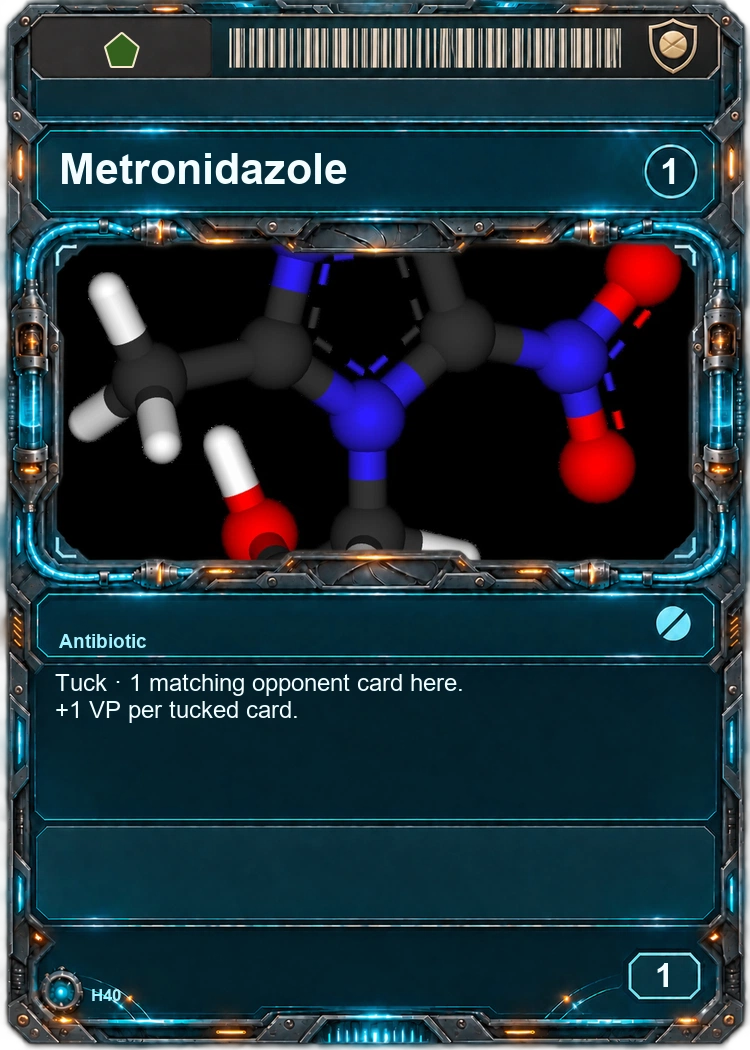 Metronidazole
1
Antibiotic
Tuck · 1 matching opponent card here.
+1 VP per tucked card.
H40
1